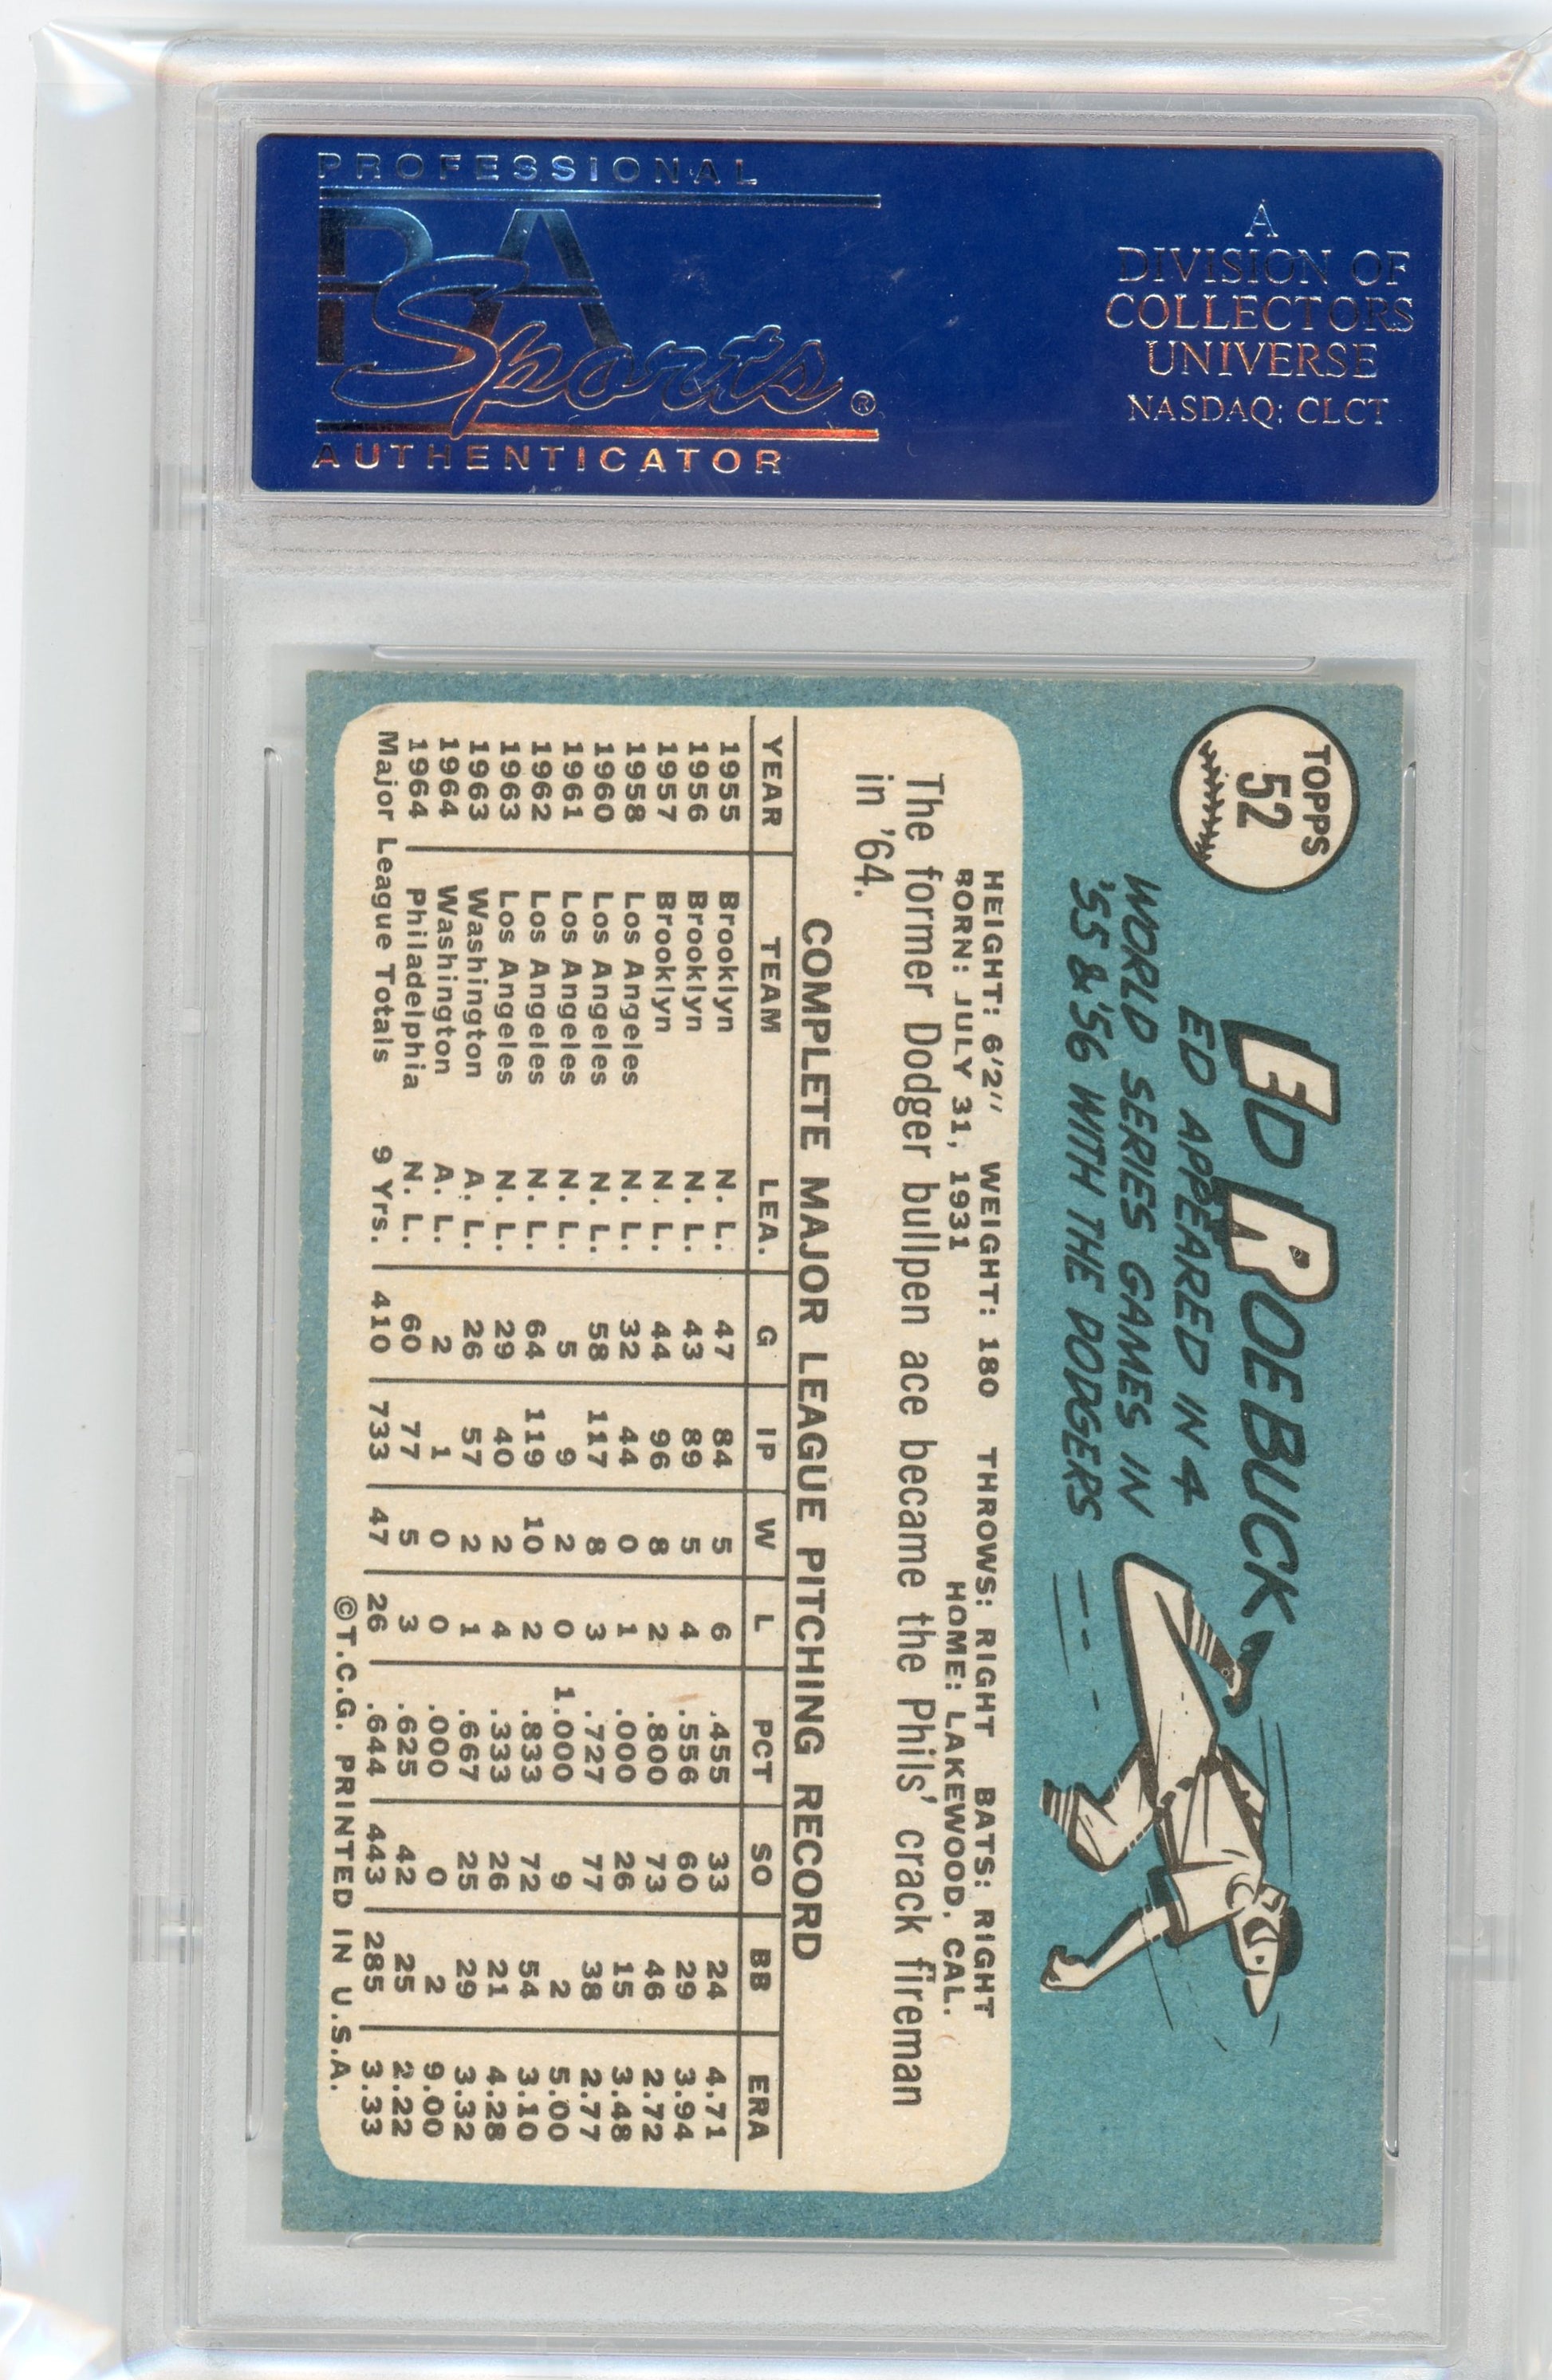 PROFESSIONAL
PSA
Sports ®
AUTHENTICATOR
A
DIVISION OF
COLLECTORS
UNIVERSE
NASDAQ: CLCT
TOPPS
52
ED ROEBUCK
ED APPEARED IN 4
WORLD SERIES GAMES IN
'55 & '56 WITH THE DODGERS
HEIGHT: 6'2" WEIGHT: 180 THROWS: RIGHT BATS: RIGHT
BORN: JULY 31, 1931 HOME: LAKEWOOD, CAL.
The former Dodger bullpen ace became the Phils' crack fireman
in '64.
COMPLETE MAJOR LEAGUE PITCHING RECORD
YEAR TEAM LEA. G IP W L PCT SO BB ERA
1955 Brooklyn N. L. 47 84 5 6 .455 33 24 4.71
1956 Brooklyn N. L. 43 89 5 4 .556 60 29 3.94
1957 Brooklyn N. L. 44 96 8 2 .800 73 46 2.72
1958 Los Angeles N. L. 32 44 0 1 .000 26 15 3.48
1960 Los Angeles N. L. 58 117 8 3 .727 77 38 2.77
1961 Los Angeles N. L. 5 9 2 0 1.000 9 2 5.00
1962 Los Angeles N. L. 64 119 10 2 .833 72 54 3.10
1963 Los Angeles N. L. 29 40 2 4 .333 26 21 4.28
1963 Washington A. L. 26 57 2 1 .667 25 29 3.32
1964 Washington A. L. 2 1 0 0 .000 0 2 9.00
1964 Philadelphia N. L. 60 77 5 3 .625 42 25 2.22
Major League Totals 9 Yrs. 410 733 47 26 .644 443 285 3.33
©T.C.G. PRINTED IN U.S.A.